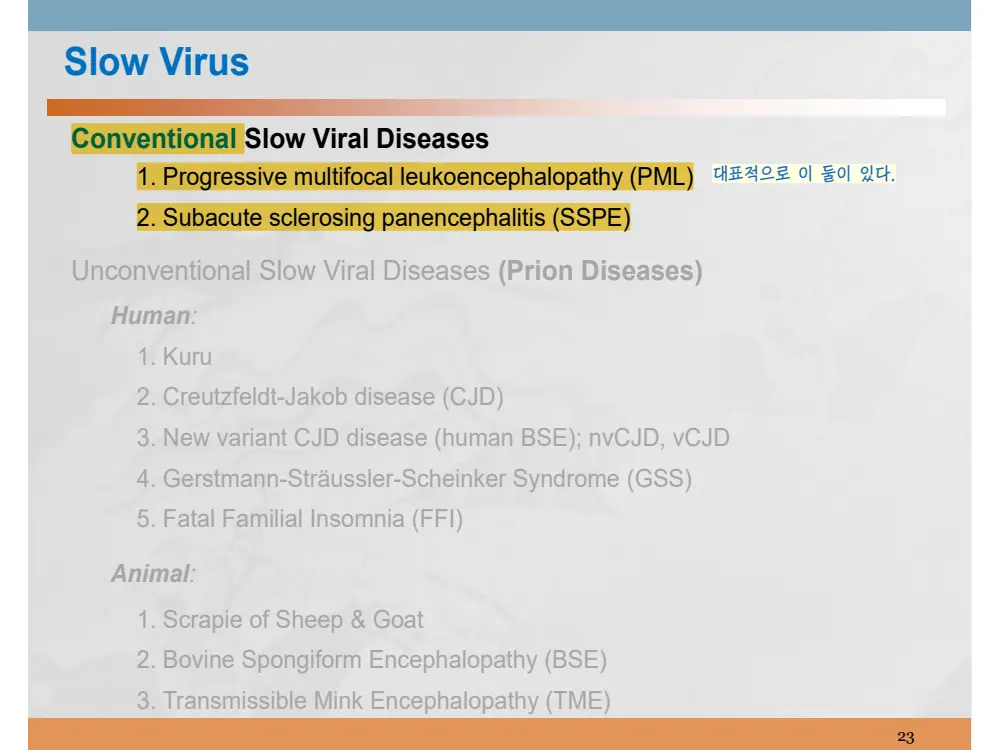 Slow Virus
Conventional Slow Viral Diseases
1. Progressive multifocal leukoencephalopathy (PML) 대표적으로 이 둘이 있다.
2. Subacute sclerosing panencephalitis (SSPE)
Unconventional Slow Viral Diseases (Prion Diseases)
Human:
1. Kuru
2. Creutzfeldt-Jakob disease (CJD)
3. New variant CJD disease (human BSE); nvCJD, vCJD
4. Gerstmann-Sträussler-Scheinker Syndrome (GSS)
5. Fatal Familial Insomnia (FFI)
Animal:
1. Scrapie of Sheep & Goat
2. Bovine Spongiform Encephalopathy (BSE)
3. Transmissible Mink Encephalopathy (TME)
23